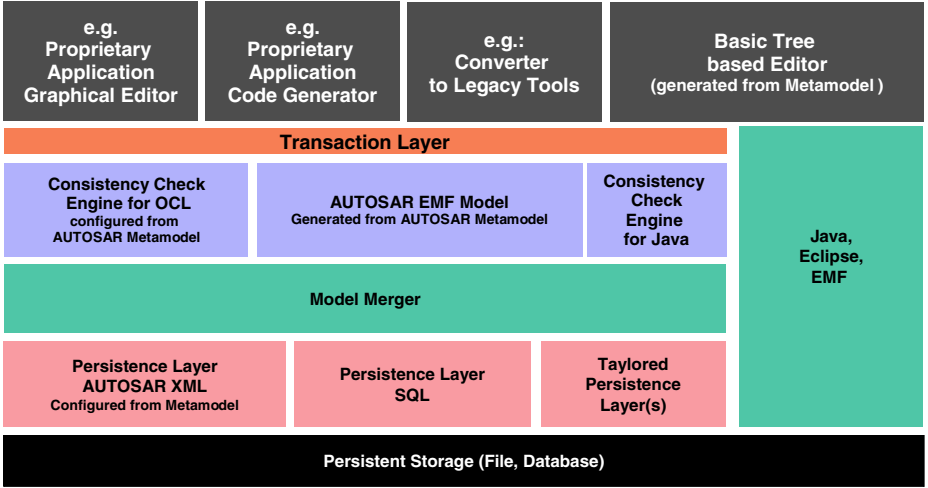 e.g.
Proprietary
Application
Graphical Editor
e.g.
Proprietary
Application
Code Generator
e.g.:
Converter
to Legacy Tools
Basic Tree
based Editor
(generated from Metamodel )
Transaction Layer
Consistency Check
Engine for OCL
configured from
AUTOSAR Metamodel
AUTOSAR EMF Model
Generated from AUTOSAR Metamodel
Consistency
Check
Engine
for Java
Java,
Eclipse,
EMF
Model Merger
Persistence Layer
AUTOSAR XML
Configured from Metamodel
Persistence Layer
SQL
Taylored
Persistence
Layer(s)
Persistent Storage (File, Database)